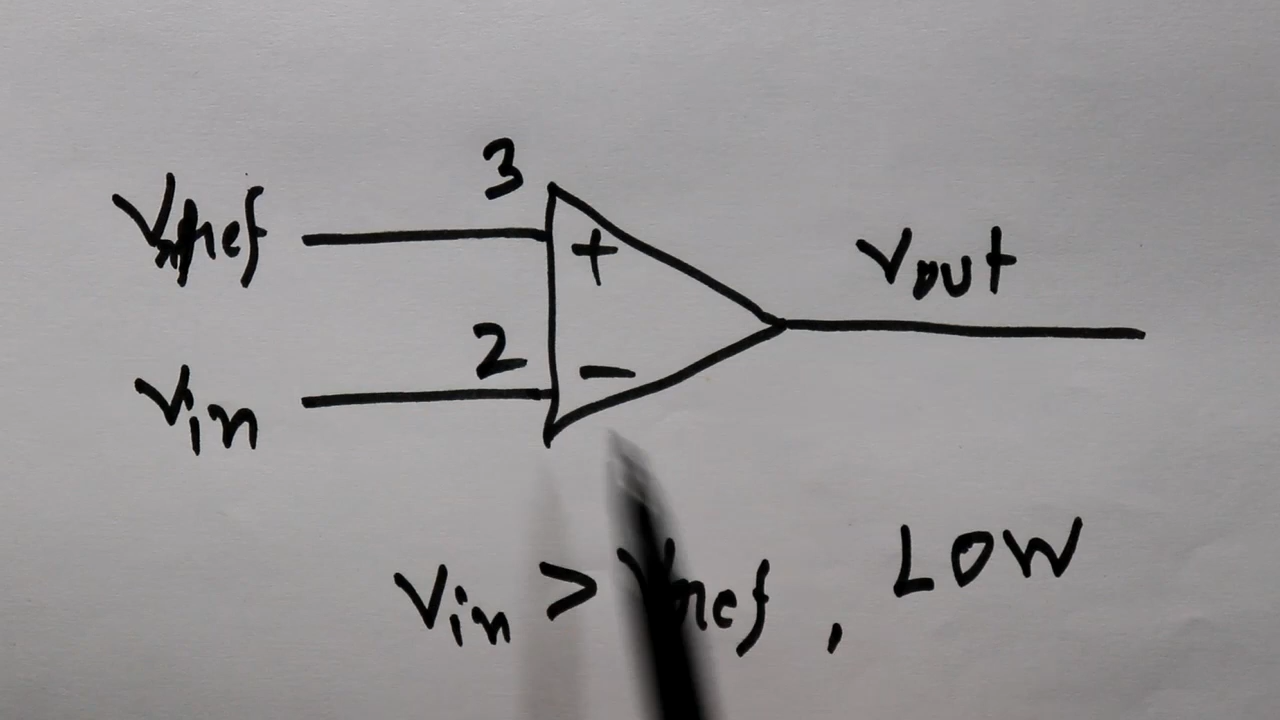 3
Vref
+
Vout
2
−
Vin
Vin > Vref , LOW